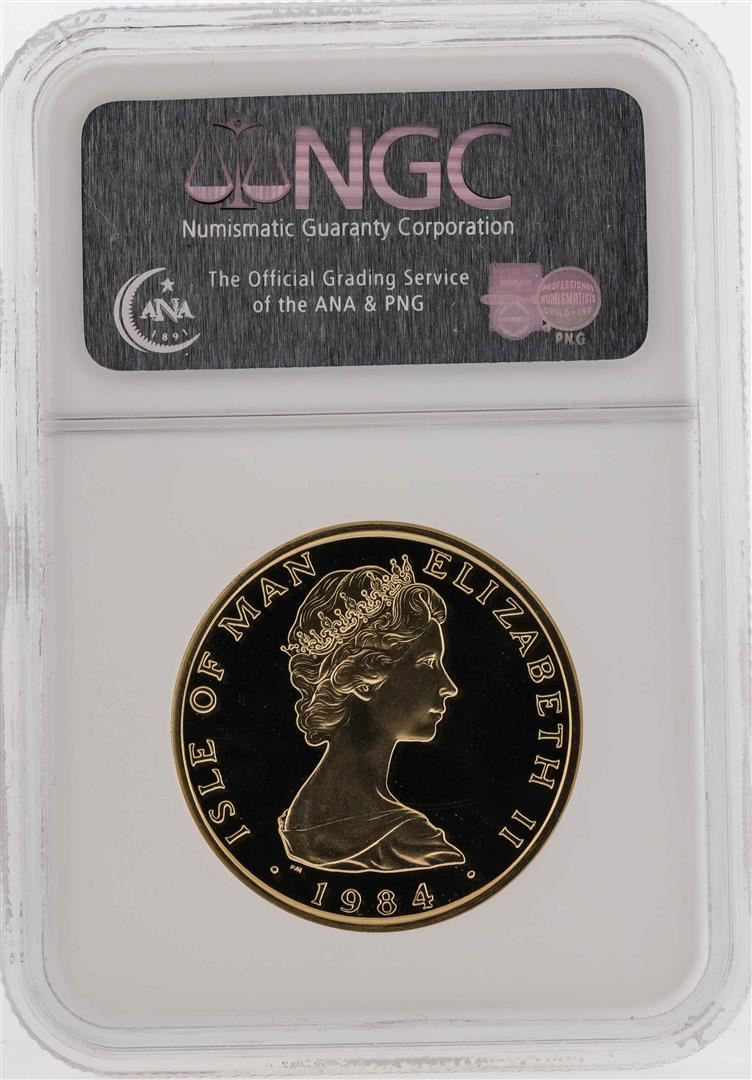 NGC
Numismatic Guaranty Corporation
The Official Grading Service
of the ANA & PNG
ANA
1891
PROFESSIONAL
NUMISMATISTS
GUILD • INC
PNG
ISLE OF MAN
ELIZABETH II
• 1984 •
PM